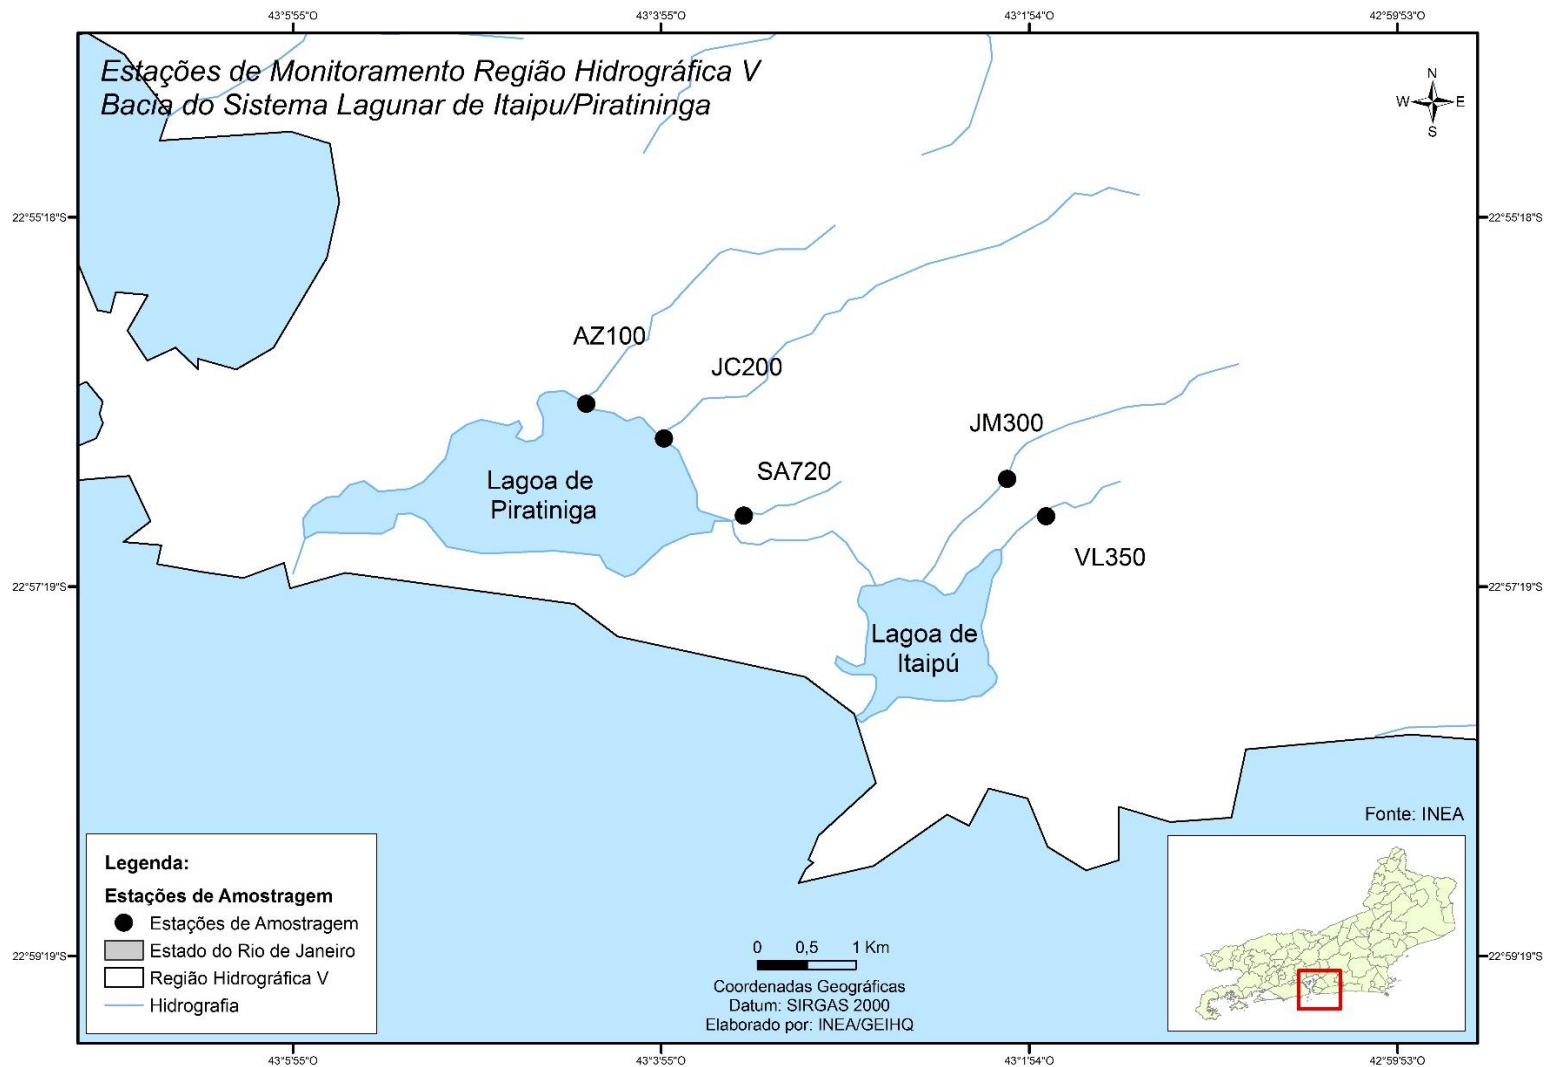 43°5'55"O
43°3'55"O
43°1'54"O
42°59'53"O
Estações de Monitoramento Região Hidrográfica V
Bacia do Sistema Lagunar de Itaipu/Piratininga
N
W
E
S
22°55'18"S
22°55'18"S
AZ100
JC200
JM300
SA720
Lagoa de
Piratiniga
VL350
22°57'19"S
22°57'19"S
Lagoa de
Itaipú
Fonte: INEA
Legenda:
Estações de Amostragem
Estações de Amostragem
Estado do Rio de Janeiro
Região Hidrográfica V
Hidrografia
0 0,5 1 Km
Coordenadas Geográficas
Datum: SIRGAS 2000
Elaborado por: INEA/GEIHQ
22°59'19"S
22°59'19"S
43°5'55"O
43°3'55"O
43°1'54"O
42°59'53"O